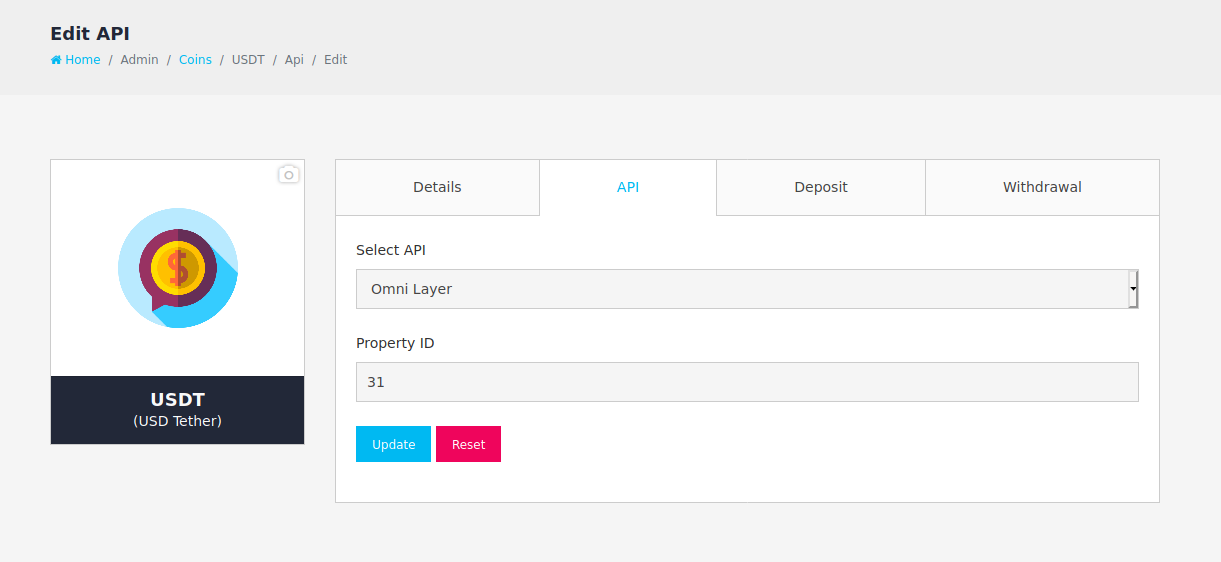 Edit API
Home / Admin / Coins / USDT / Api / Edit
$
USDT
(USD Tether)
Details API Deposit Withdrawal
Select API
Omni Layer
Property ID
31
Update Reset